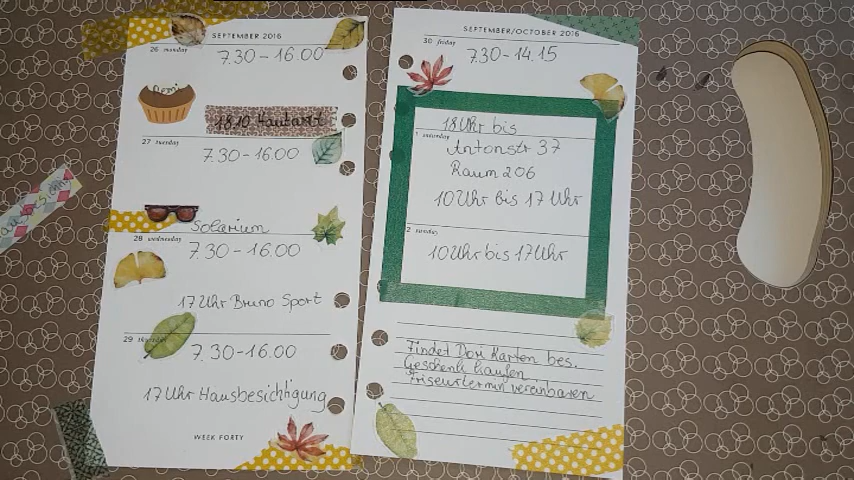 SEPTEMBER 2016
26 monday
7.30-16.00
18.10 Hautarzt
27 tuesday
7.30-16.00
Solarium
28 wednesday
7.30-16.00
17 Uhr Bruno Sport
29 thursday
7.30-16.00
17 Uhr Hausbesichtigung
WEEK FORTY
SEPTEMBER/OCTOBER 2016
30 friday
7.30-14.15
18 Uhr bis
1 saturday
Antonstr 37
Raum 206
10 Uhr bis 17 Uhr
2 sunday
10 Uhr bis 17 Uhr
Findet Dori Karten bes.
Geschenk kaufen
Friseurtermin vereinbaren